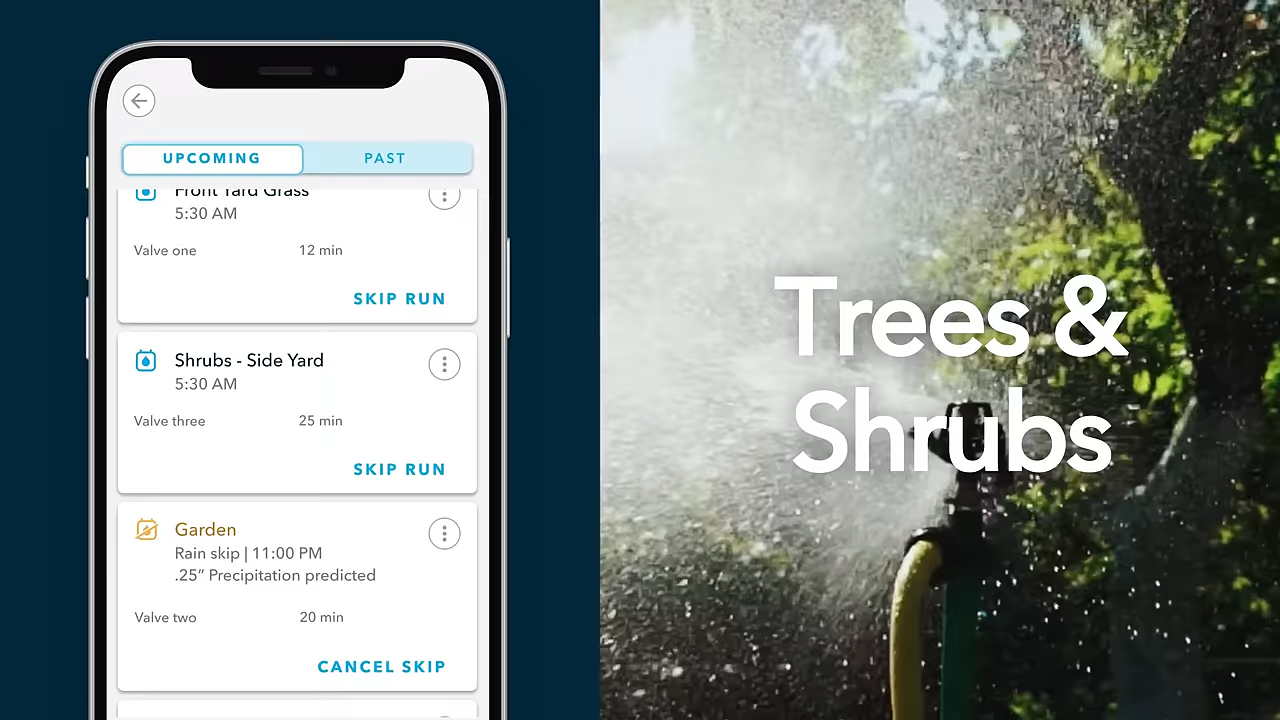 UPCOMING
PAST
Front Yard Grass
5:30 AM
Valve one
12 min
SKIP RUN
Shrubs - Side Yard
5:30 AM
Valve three
25 min
SKIP RUN
Garden
Rain skip | 11:00 PM
.25” Precipitation predicted
Valve two
20 min
CANCEL SKIP
Trees &
Shrubs